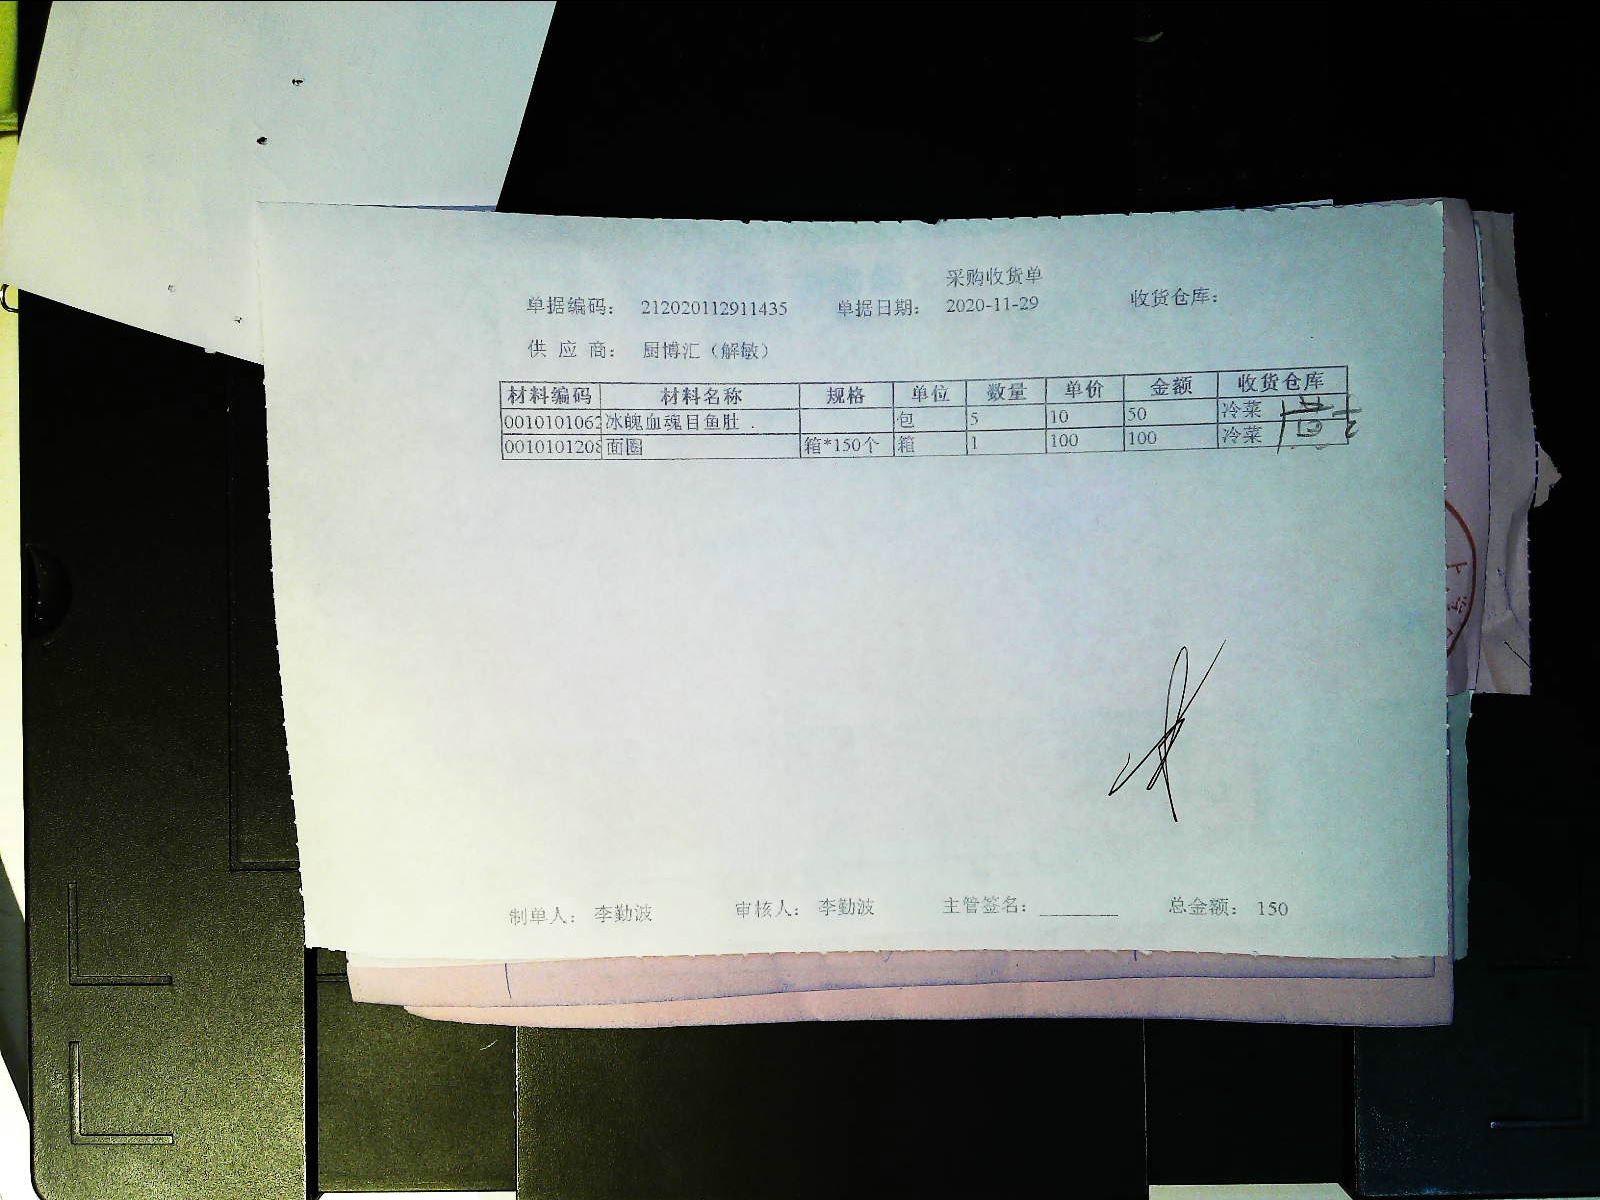 采购收货单
单据编码： 212020112911435 单据日期： 2020-11-29 收货仓库：
供 应 商： 厨博汇（解敏）
材料编码 材料名称 规格 单位 数量 单价 金额 收货仓库
0010101062 冰魄血魂目鱼肚 . 包 5 10 50 冷菜
0010101208 面圈 箱*150个 箱 1 100 100 冷菜
制单人： 李勤波 审核人： 李勤波 主管签名： 总金额： 150